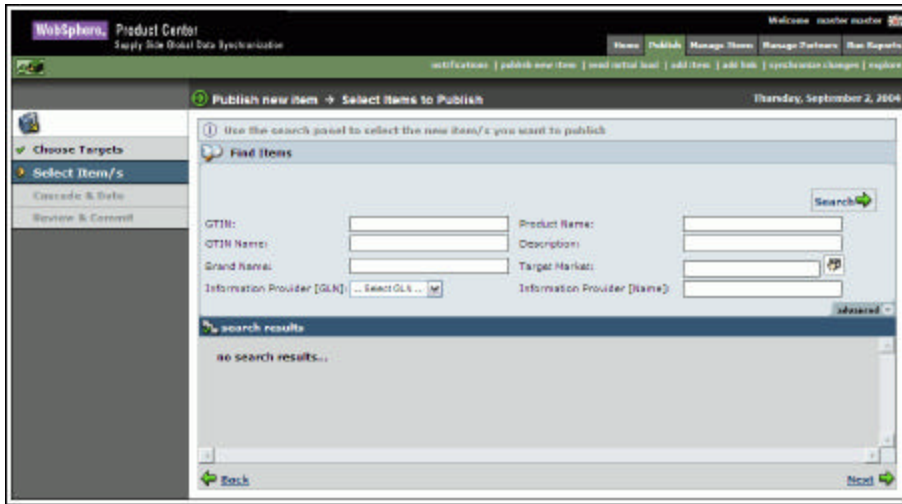 WebSphere. Product Center
Supply Side Global Data Synchronization
Welcome master master
Home Publish Manage Items Manage Partners Run Reports
notifications | publish new item | send initial load | add item | add link | synchronize changes | explore
Publish new item → Select Items to Publish
Thursday, September 2, 2004
Use the search panel to select the new item/s you want to publish
Choose Targets
Find Items
Select Item/s
Cascade & Date
Search
Review & Commit
GTIN:
Product Name:
GTIN Name:
Description:
Brand Name:
Target Market:
Information Provider [GLN]:
... Select GLN ...
Information Provider [Name]:
advanced
search results
no search results...
Back
Next